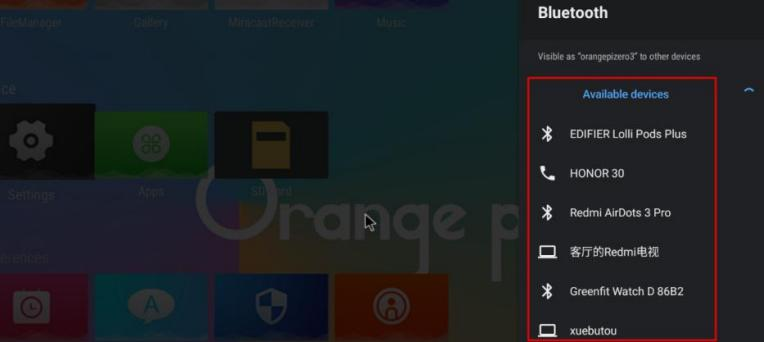 FileManager
Gallery
MiracastReceiver
Music
ce
Settings
Apps
SD card
Orange p
erences
Bluetooth
Visible as "orangepizero3" to other devices
Available devices
EDIFIER Lolli Pods Plus
HONOR 30
Redmi AirDots 3 Pro
客厅的Redmi电视
Greenfit Watch D 86B2
xuebutou